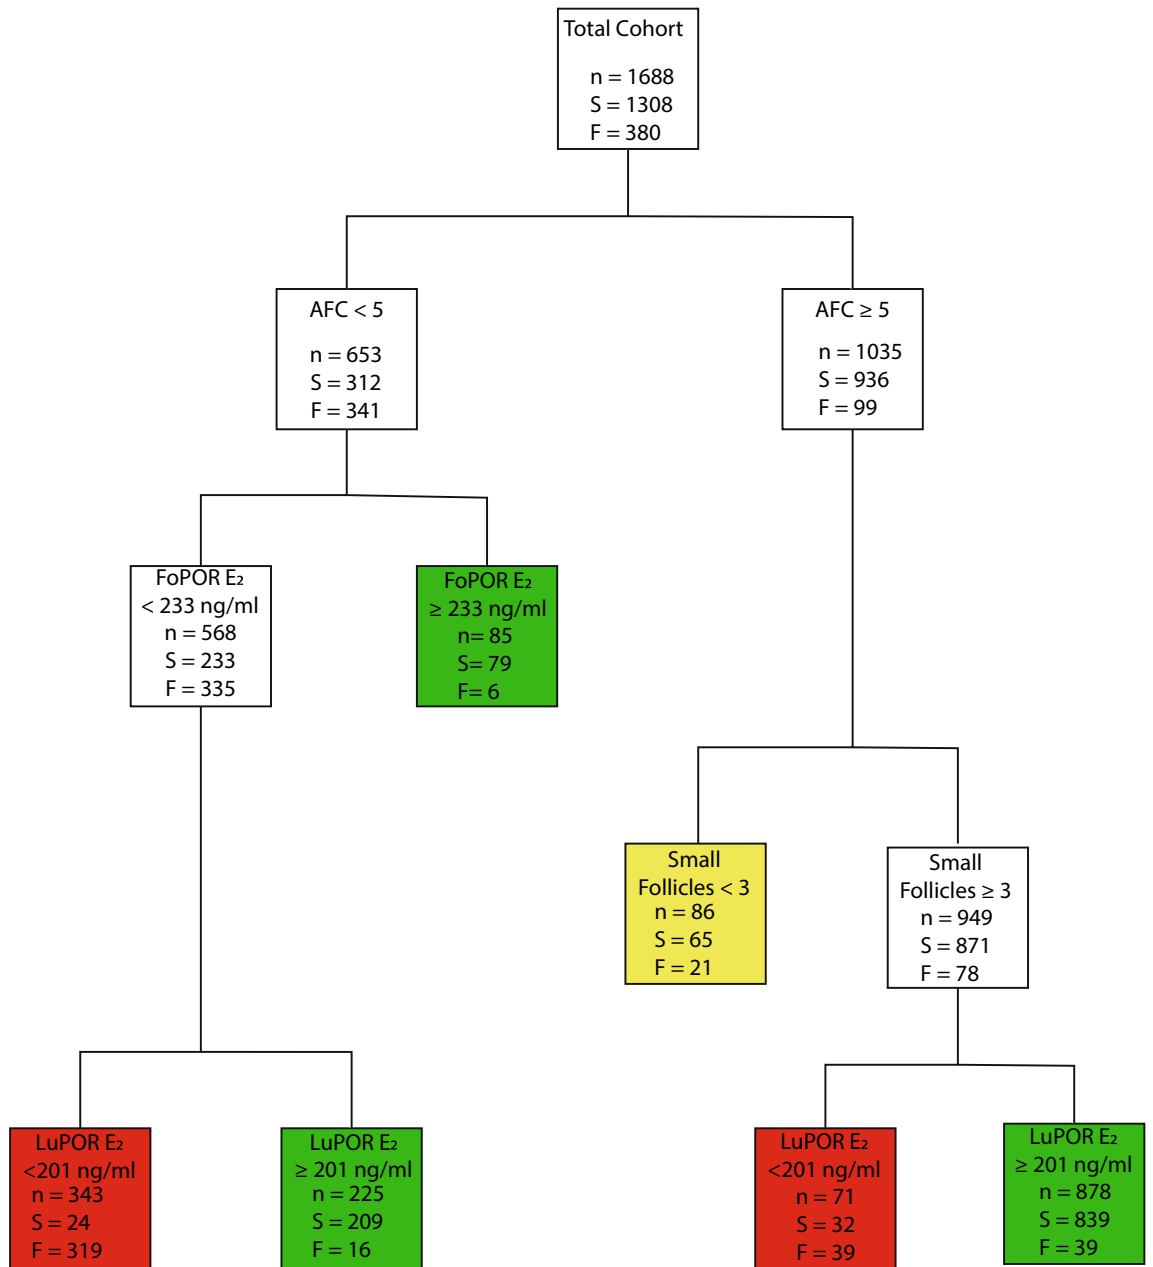 Total Cohort
n = 1688
S = 1308
F = 380
AFC < 5
n = 653
S = 312
F = 341
AFC ≥ 5
n = 1035
S = 936
F = 99
FoPOR E₂
< 233 ng/ml
n = 568
S = 233
F = 335
FoPOR E₂
≥ 233 ng/ml
n= 85
S= 79
F= 6
Small
Follicles < 3
n = 86
S = 65
F = 21
Small
Follicles ≥ 3
n = 949
S = 871
F = 78
LuPOR E₂
<201 ng/ml
n = 343
S = 24
F = 319
LuPOR E₂
≥ 201 ng/ml
n = 225
S = 209
F = 16
LuPOR E₂
<201 ng/ml
n = 71
S = 32
F = 39
LuPOR E₂
≥ 201 ng/ml
n = 878
S = 839
F = 39